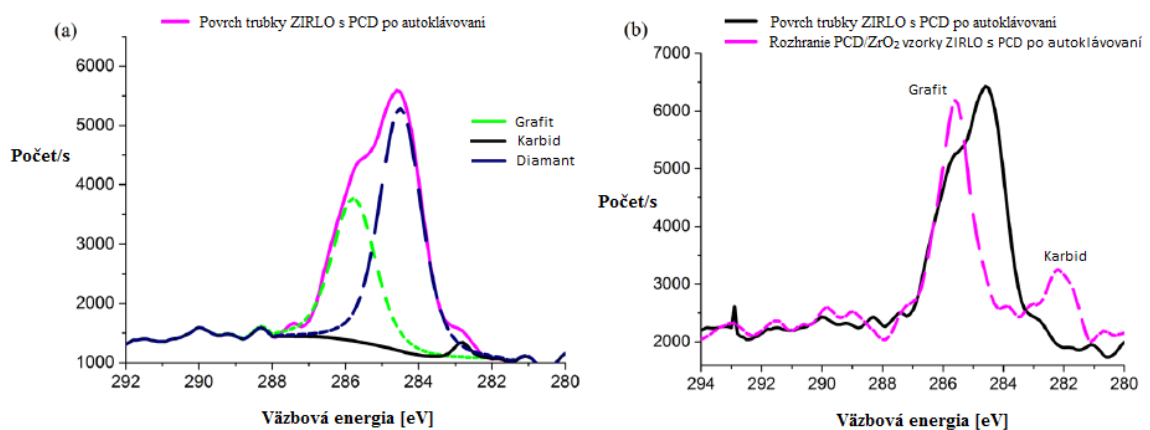 Povrch trubky ZIRLO s PCD po autoklávovaní
(a)
6000
5000
4000
3000
2000
1000
Počet/s
Grafit
Karbid
Diamant
292 290 288 286 284 282 280
Väzbová energia [eV]
Povrch trubky ZIRLO s PCD po autoklávovaní
Rozhranie PCD/ZrO₂ vzorky ZIRLO s PCD po autoklávovaní
(b)
7000
6000
5000
4000
3000
2000
Počet/s
Grafit
Karbid
294 292 290 288 286 284 282 280
Väzbová energia [eV]